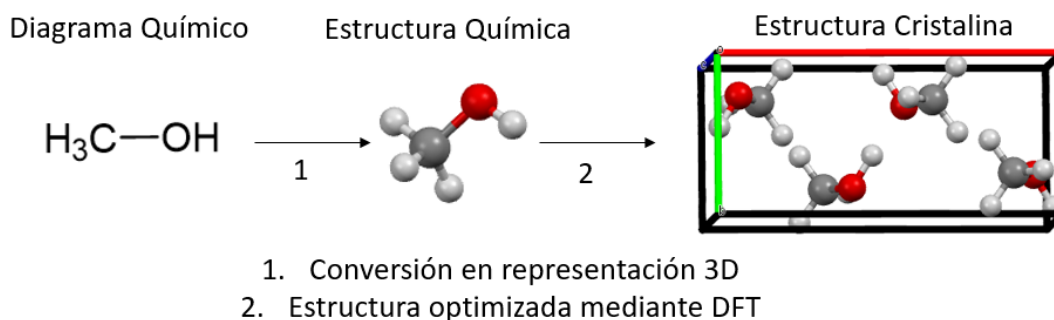 Diagrama Químico
Estructura Química
Estructura Cristalina
H₃C—OH
1
2
1. Conversión en representación 3D
2. Estructura optimizada mediante DFT